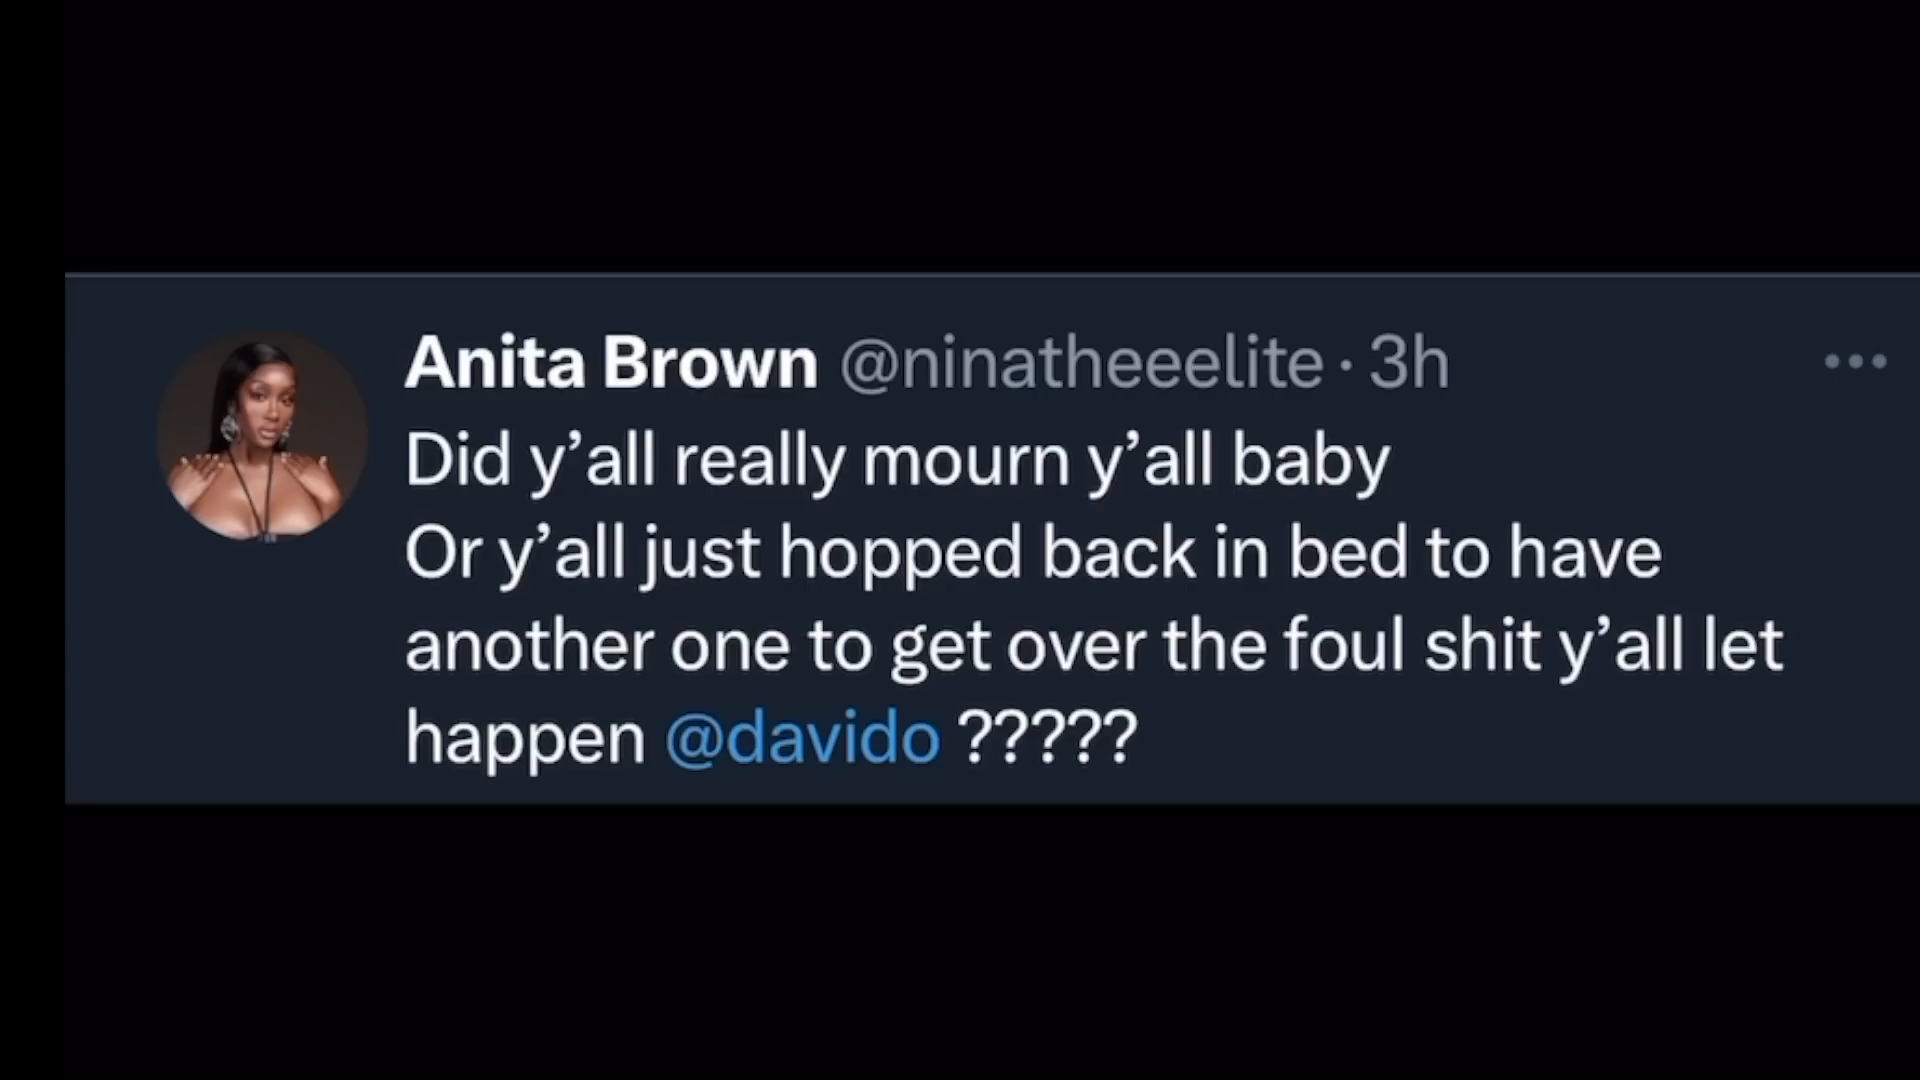 Anita Brown @ninatheeelite · 3h
Did y’all really mourn y’all baby
Or y’all just hopped back in bed to have
another one to get over the foul shit y’all let
happen @davido ?????